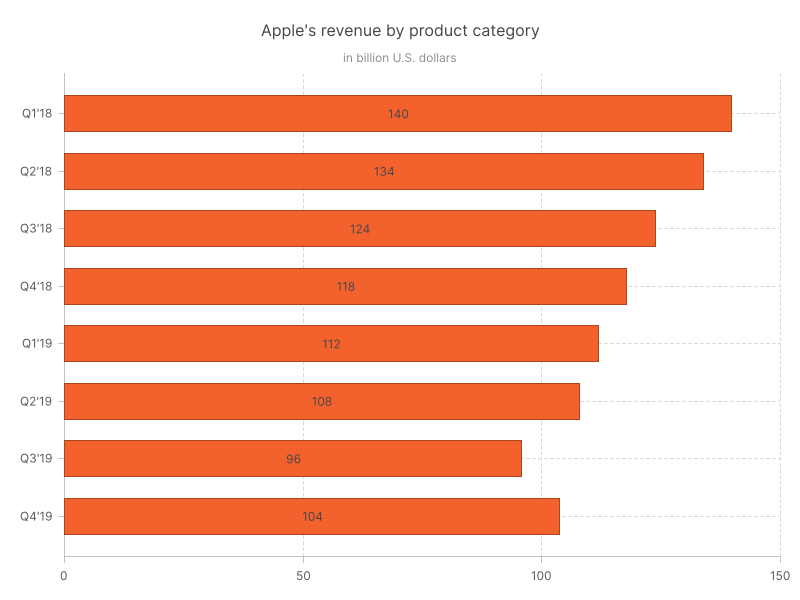 Apple's revenue by product category
in billion U.S. dollars
Q1'18 140
Q2'18 134
Q3'18 124
Q4'18 118
Q1'19 112
Q2'19 108
Q3'19 96
Q4'19 104
0 50 100 150